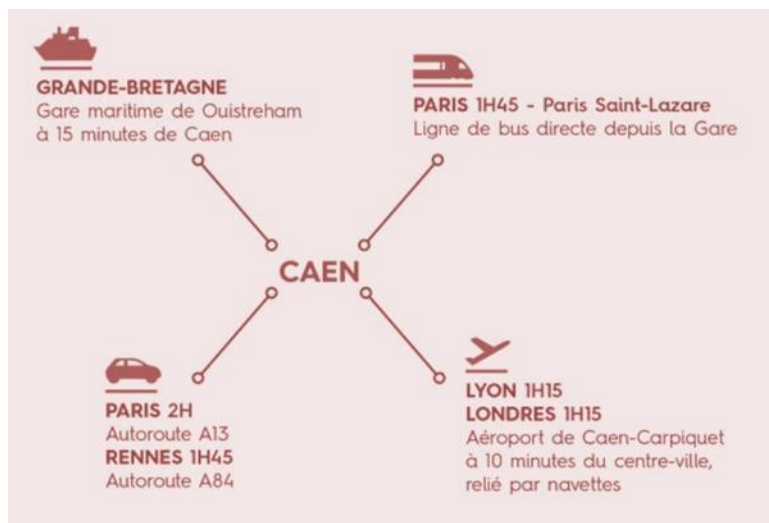 GRANDE-BRETAGNE
Gare maritime de Ouistreham
à 15 minutes de Caen
PARIS 1H45 - Paris Saint-Lazare
Ligne de bus directe depuis la Gare
CAEN
PARIS 2H
Autoroute A13
RENNES 1H45
Autoroute A84
LYON 1H15
LONDRES 1H15
Aéroport de Caen-Carpiquet
à 10 minutes du centre-ville,
relié par navettes